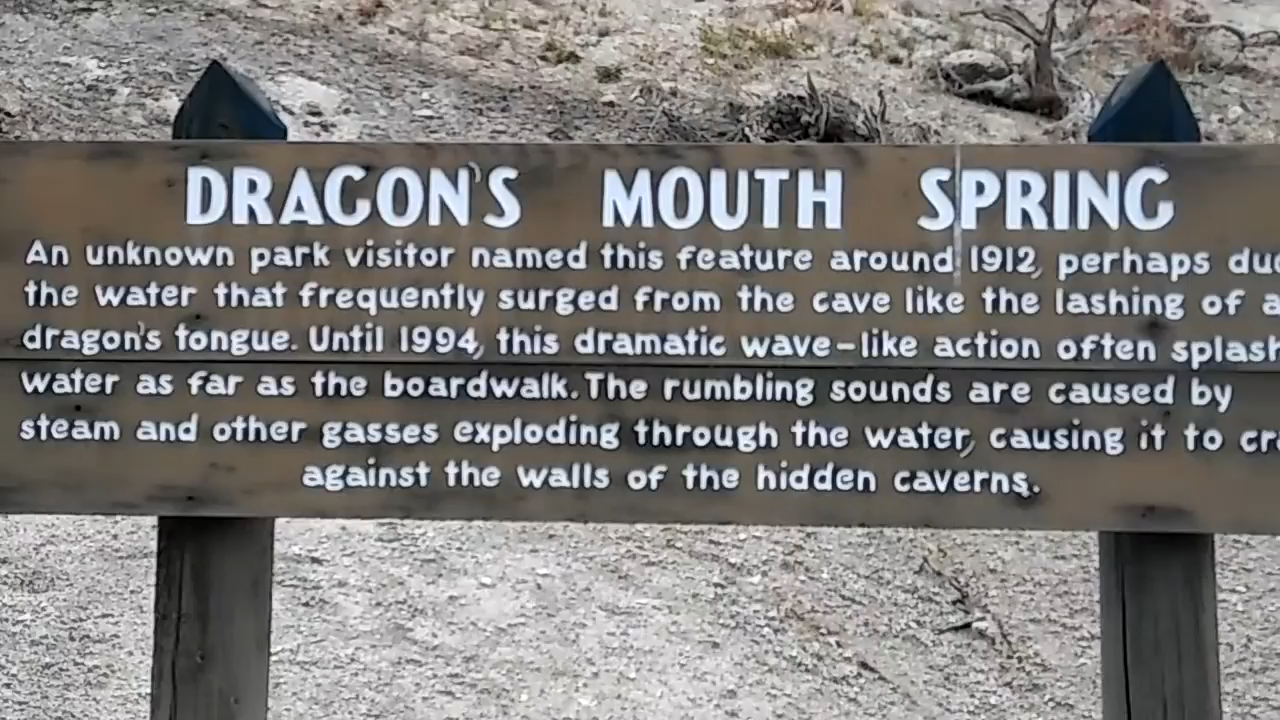 DRAGON'S MOUTH SPRING
An unknown park visitor named this feature around 1912, perhaps
the water that frequently surged from the cave like the lashing of a
dragon's tongue. Until 1994, this dramatic wave-like action often splash
water as far as the boardwalk. The rumbling sounds are caused by
steam and other gasses exploding through the water, causing it to
against the walls of the hidden caverns.